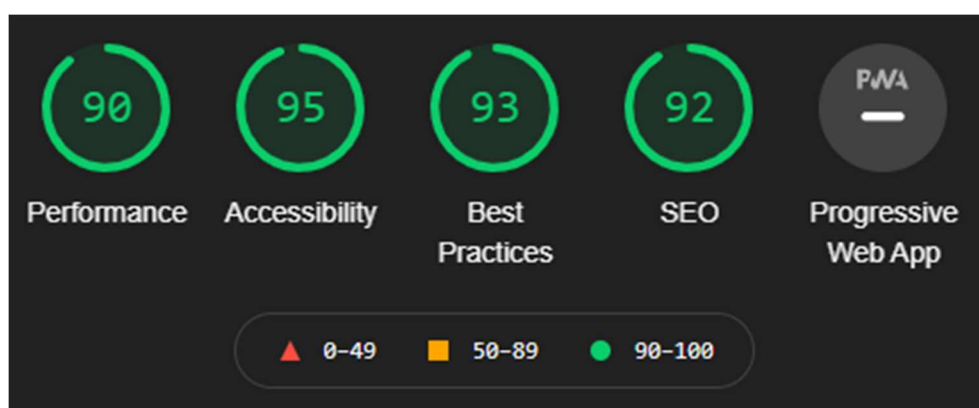 90 95 93 92 PWA
Performance Accessibility Best Practices SEO Progressive Web App
0–49 50–89 90–100